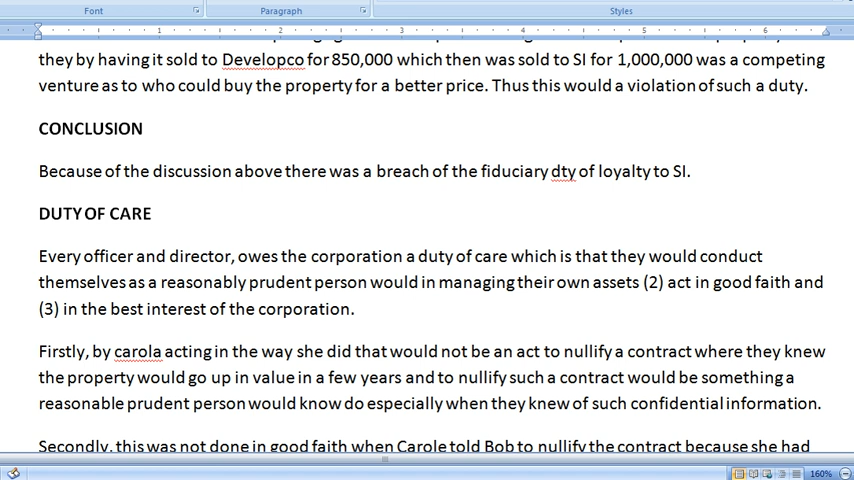 Font Paragraph Styles
1 2 3 4 5 6
they by having it sold to Developco for 850,000 which then was sold to SI for 1,000,000 was a competing
venture as to who could buy the property for a better price. Thus this would a violation of such a duty.
CONCLUSION
Because of the discussion above there was a breach of the fiduciary dty of loyalty to SI.
DUTY OF CARE
Every officer and director, owes the corporation a duty of care which is that they would conduct
themselves as a reasonably prudent person would in managing their own assets (2) act in good faith and
(3) in the best interest of the corporation.
Firstly, by carola acting in the way she did that would not be an act to nullify a contract where they knew
the property would go up in value in a few years and to nullify such a contract would be something a
reasonable prudent person would know do especially when they knew of such confidential information.
Secondly, this was not done in good faith when Carole told Bob to nullify the contract because she had
160%